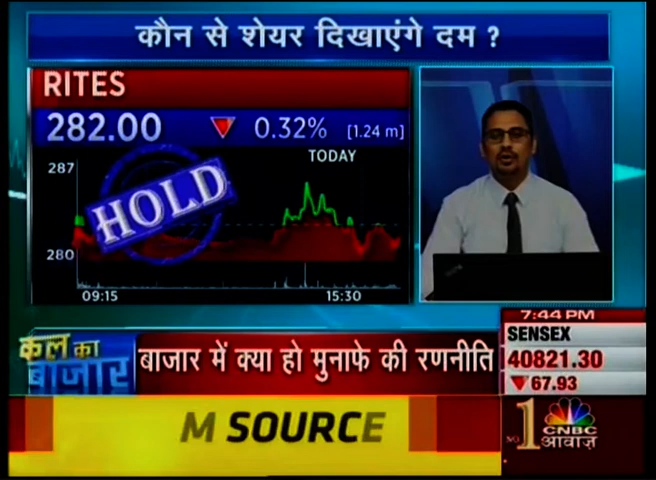 कौन से शेयर दिखाएंगे दम ?
RITES
282.00 ▼ 0.32% [1.24 m]
TODAY
287
HOLD
280
09:15 15:30
7:44 PM
SENSEX
40821.30
▼67.93
कल का
बाजार
बाजार में क्या हो मुनाफे की रणनीति
M SOURCE
NO 1
CNBC
आवाज़